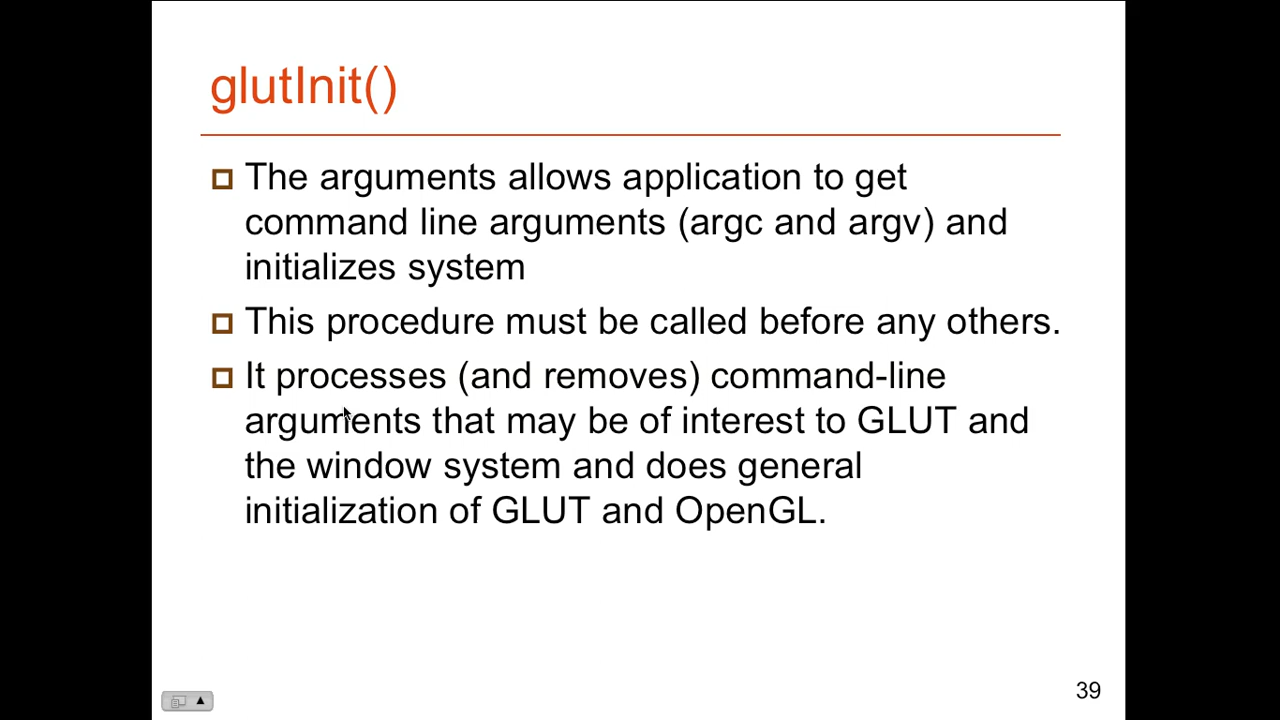 glutInit()
The arguments allows application to get
command line arguments (argc and argv) and
initializes system
This procedure must be called before any others.
It processes (and removes) command-line
arguments that may be of interest to GLUT and
the window system and does general
initialization of GLUT and OpenGL.
39